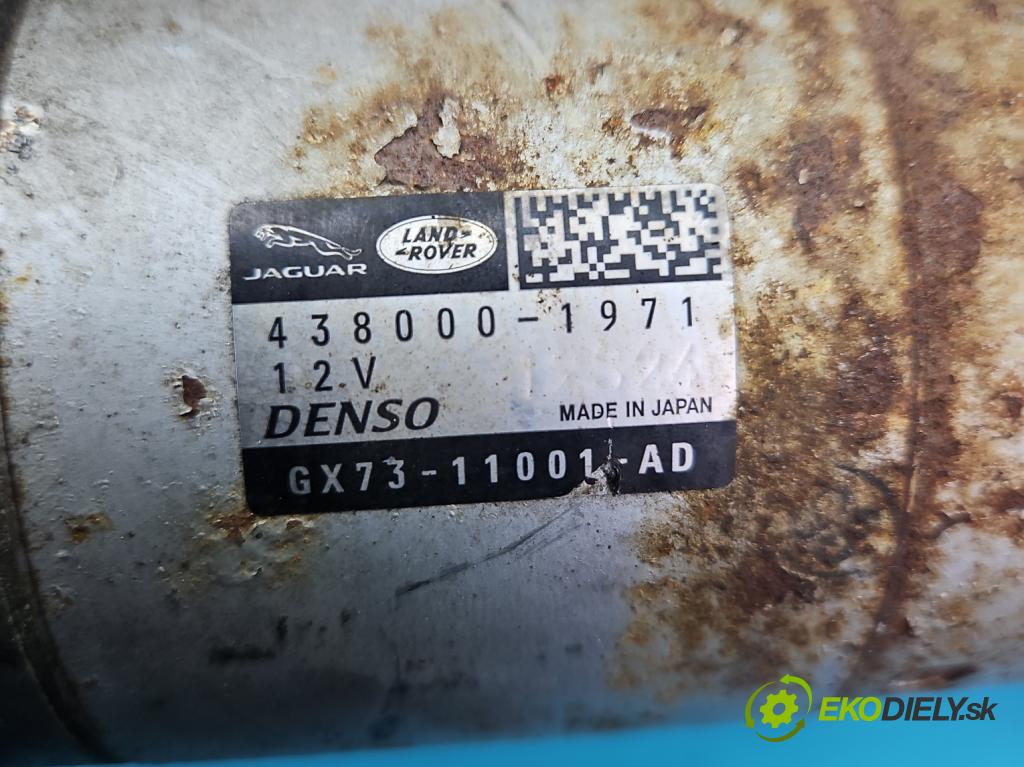 JAGUAR
LAND
ROVER
438000-1971
12V
DENSO MADE IN JAPAN
GX73-11001-AD
EKODIELY.sk